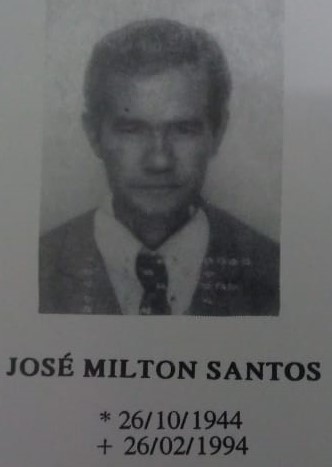 JOSÉ MILTON SANTOS
* 26/10/1944
+ 26/02/1994